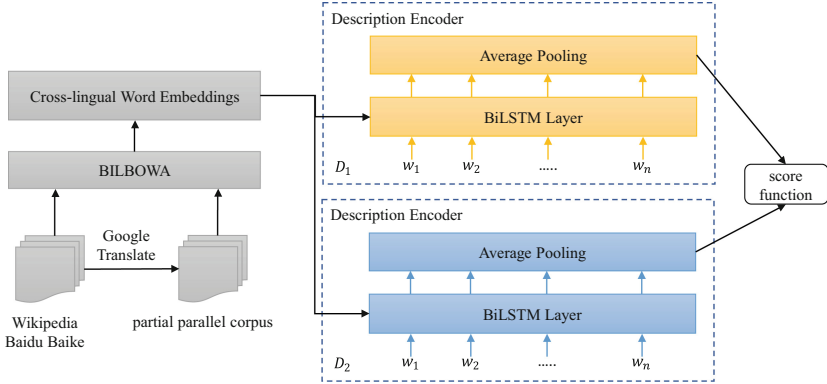 Description Encoder
Average Pooling
BiLSTM Layer
D1 w1 w2 ..... wn
Cross-lingual Word Embeddings
BILBOWA
Google
Translate
Wikipedia
Baidu Baike
partial parallel corpus
Description Encoder
Average Pooling
BiLSTM Layer
D2 w1 w2 ..... wn
score
function